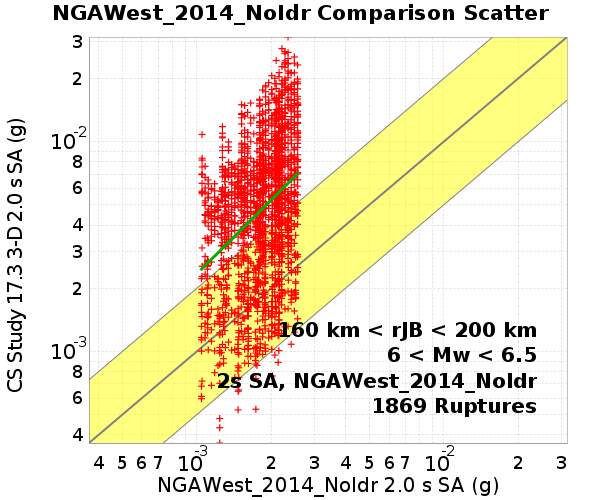 NGAWest_2014_NoIdr Comparison Scatter
3
2
10-2
8
6
4
3
2
10-3
8
6
4
CS Study 17.3 3-D 2.0 s SA (g)
160 km < rJB < 200 km
6 < Mw < 6.5
2s SA, NGAWest_2014_NoIdr
1869 Ruptures
4 5 6 7 10-3 2 3 4 5 6 7 10-2 2 3
NGAWest_2014_NoIdr 2.0 s SA (g)